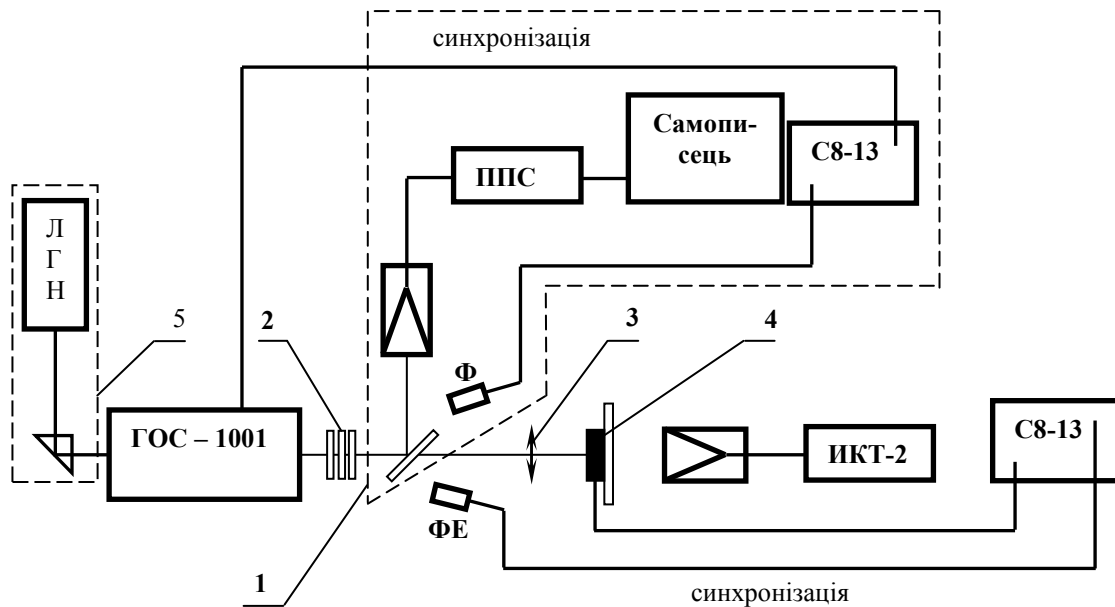 синхронізація
Самопи-
сець
С8-13
ППС
Л
Г
Н
5
2
3
4
Ф
ГОС – 1001
С8-13
ИКТ-2
ФЕ
1
синхронізація